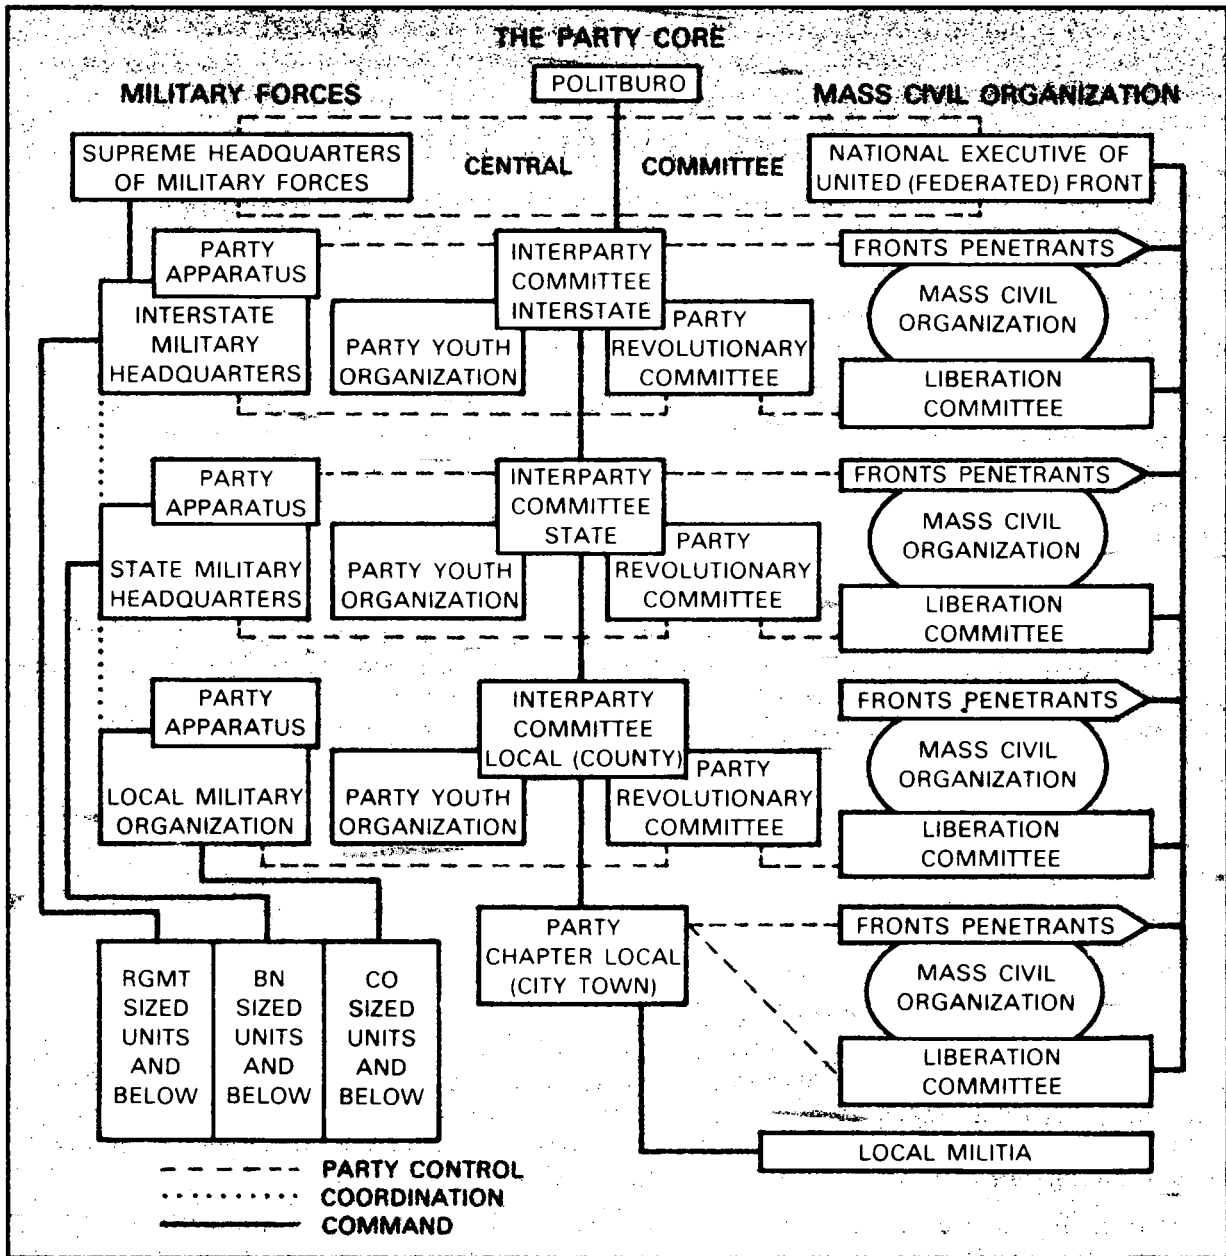 THE PARTY CORE
POLITBURO
MILITARY FORCES
MASS CIVIL ORGANIZATION
SUPREME HEADQUARTERS
OF MILITARY FORCES
CENTRAL COMMITTEE
NATIONAL EXECUTIVE OF
UNITED (FEDERATED) FRONT
PARTY
APPARATUS
INTERSTATE
MILITARY
HEADQUARTERS
INTERPARTY
COMMITTEE
INTERSTATE
PARTY YOUTH
ORGANIZATION
PARTY
REVOLUTIONARY
COMMITTEE
FRONTS PENETRANTS
MASS CIVIL
ORGANIZATION
LIBERATION
COMMITTEE
PARTY
APPARATUS
STATE MILITARY
HEADQUARTERS
INTERPARTY
COMMITTEE
STATE
PARTY YOUTH
ORGANIZATION
PARTY
REVOLUTIONARY
COMMITTEE
FRONTS PENETRANTS
MASS CIVIL
ORGANIZATION
LIBERATION
COMMITTEE
PARTY
APPARATUS
LOCAL MILITARY
ORGANIZATION
INTERPARTY
COMMITTEE
LOCAL (COUNTY)
PARTY YOUTH
ORGANIZATION
PARTY
REVOLUTIONARY
COMMITTEE
FRONTS PENETRANTS
MASS CIVIL
ORGANIZATION
LIBERATION
COMMITTEE
RGMT
SIZED
UNITS
AND
BELOW
BN
SIZED
UNITS
AND
BELOW
CO
SIZED
UNITS
AND
BELOW
PARTY
CHAPTER LOCAL
(CITY TOWN)
FRONTS PENETRANTS
MASS CIVIL
ORGANIZATION
LIBERATION
COMMITTEE
LOCAL MILITIA
PARTY CONTROL
COORDINATION
COMMAND